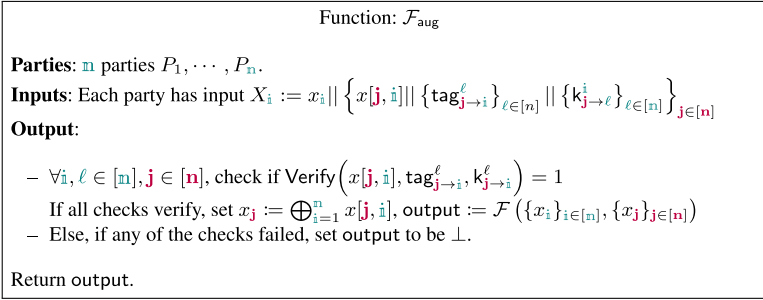 Function: 𝓕_aug
Parties: 𝕟 parties P_1, ⋯ , P_𝕟.
Inputs: Each party has input X_𝕚 := x_𝕚|| { x[𝐣,𝕚]|| {tag^ℓ_{𝐣→𝕚}}_{ℓ∈[n]} || {k^𝕚_{𝐣→ℓ}}_{ℓ∈[𝕟]} }_{𝐣∈[𝐧]}
Output:
– ∀𝕚, ℓ ∈ [𝕟], 𝐣 ∈ [𝐧], check if Verify(x[𝐣,𝕚], tag^ℓ_{𝐣→𝕚}, k^ℓ_{𝐣→𝕚}) = 1
If all checks verify, set x_𝐣 := ⨁^𝕟_{𝕚=1} x[𝐣,𝕚], output := 𝓕 ({x_𝕚}_{𝕚∈[𝕟]}, {x_𝐣}_{𝐣∈[𝐧]})
– Else, if any of the checks failed, set output to be ⊥.
Return output.